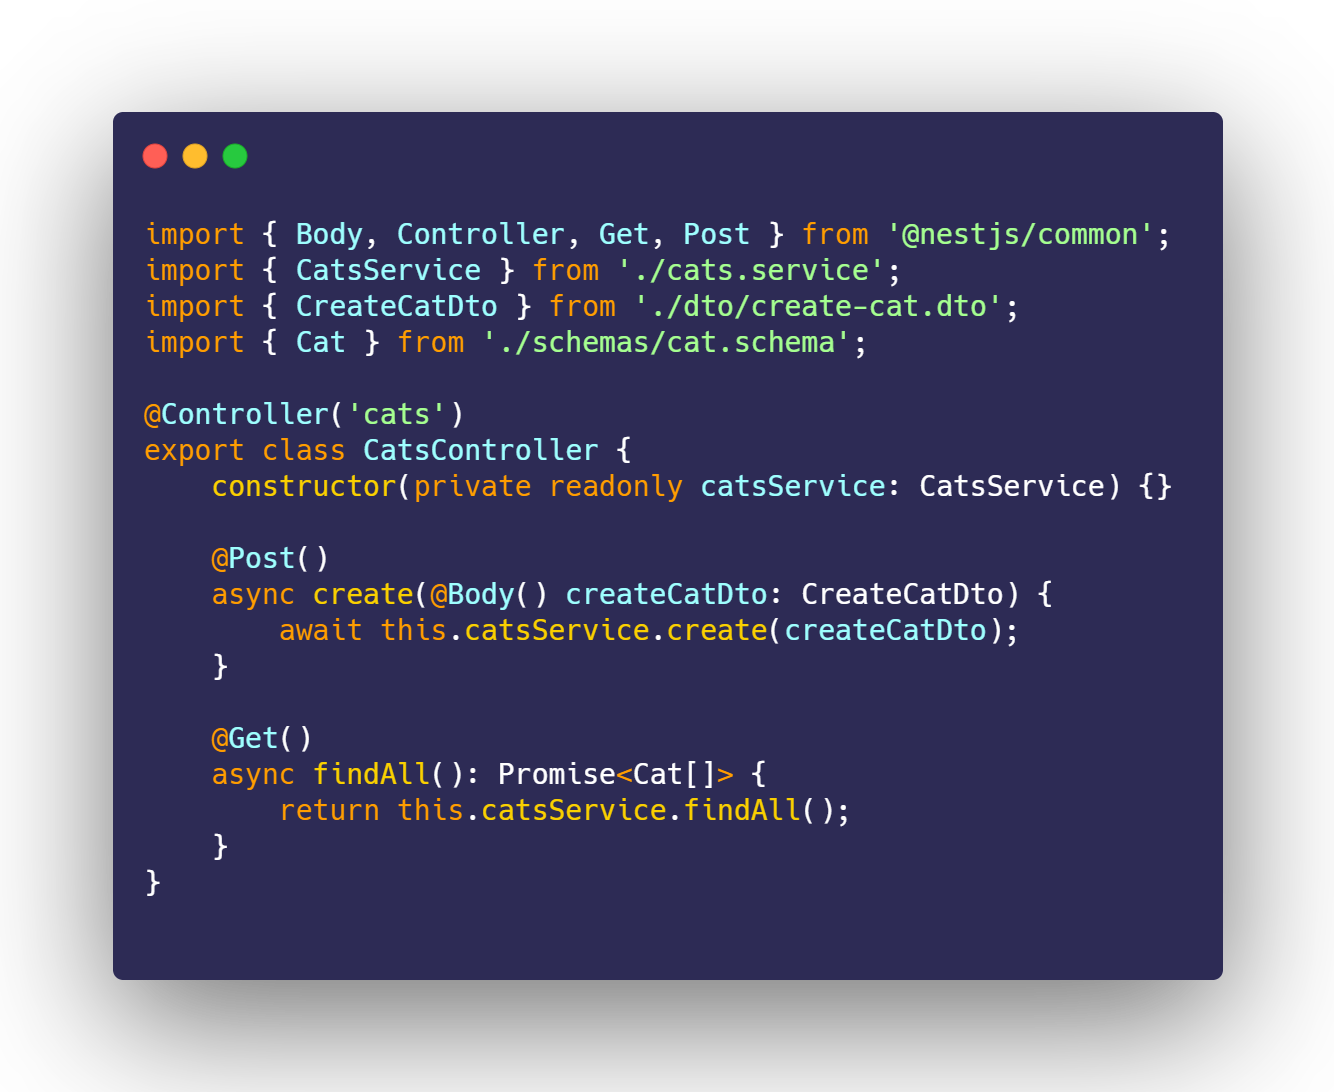 import { Body, Controller, Get, Post } from '@nestjs/common';
import { CatsService } from './cats.service';
import { CreateCatDto } from './dto/create-cat.dto';
import { Cat } from './schemas/cat.schema';

@Controller('cats')
export class CatsController {
    constructor(private readonly catsService: CatsService) {}

    @Post()
    async create(@Body() createCatDto: CreateCatDto) {
        await this.catsService.create(createCatDto);
    }

    @Get()
    async findAll(): Promise<Cat[]> {
        return this.catsService.findAll();
    }
}